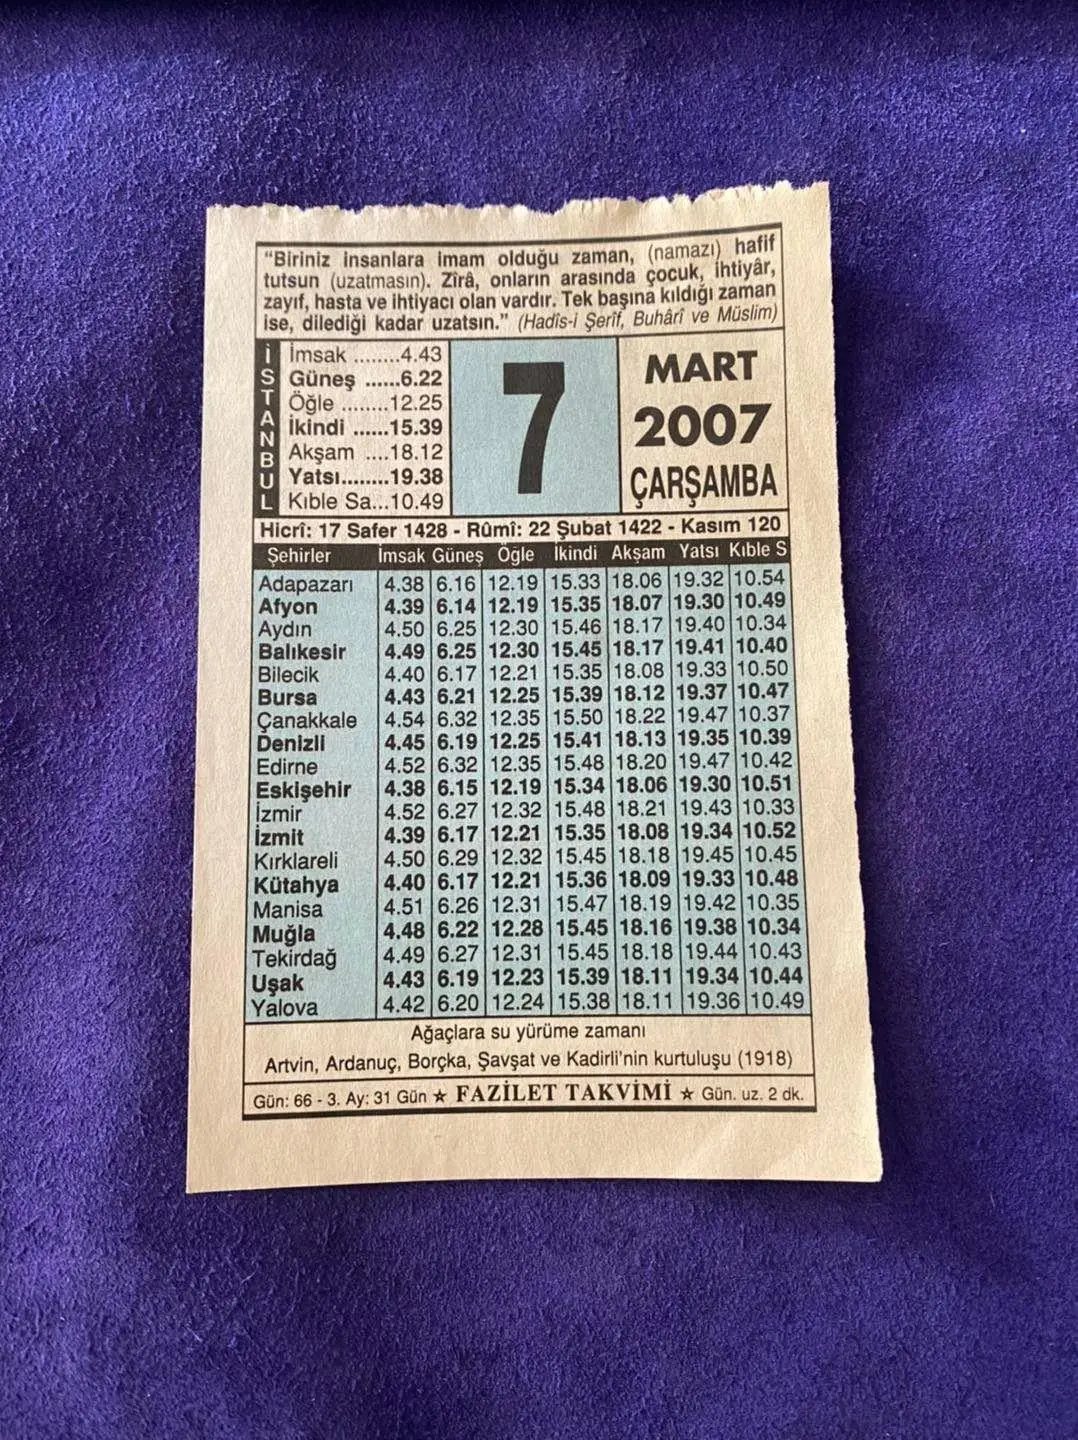 “Biriniz insanlara imam olduğu zaman, (namazı) hafif
tutsun (uzatmasın). Zîrâ, onların arasında çocuk, ihtiyâr,
zayıf, hasta ve ihtiyacı olan vardır. Tek başına kıldığı zaman
ise, dilediği kadar uzatsın.” (Hadîs-i Şerîf, Buhârî ve Müslim)
İSTANBUL
İmsak ........4.43
Güneş ......6.22
Öğle ........12.25
İkindi ......15.39
Akşam ....18.12
Yatsı........19.38
Kıble Sa...10.49
7
MART
2007
ÇARŞAMBA
Hicrî: 17 Safer 1428 - Rûmî: 22 Şubat 1422 - Kasım 120
Şehirler İmsak Güneş Öğle İkindi Akşam Yatsı Kıble S
Adapazarı 4.38 6.16 12.19 15.33 18.06 19.32 10.54
Afyon 4.39 6.14 12.19 15.35 18.07 19.30 10.49
Aydın 4.50 6.25 12.30 15.46 18.17 19.40 10.34
Balıkesir 4.49 6.25 12.30 15.45 18.17 19.41 10.40
Bilecik 4.40 6.17 12.21 15.35 18.08 19.33 10.50
Bursa 4.43 6.21 12.25 15.39 18.12 19.37 10.47
Çanakkale 4.54 6.32 12.35 15.50 18.22 19.47 10.37
Denizli 4.45 6.19 12.25 15.41 18.13 19.35 10.39
Edirne 4.52 6.32 12.35 15.48 18.20 19.47 10.42
Eskişehir 4.38 6.15 12.19 15.34 18.06 19.30 10.51
İzmir 4.52 6.27 12.32 15.48 18.21 19.43 10.33
İzmit 4.39 6.17 12.21 15.35 18.08 19.34 10.52
Kırklareli 4.50 6.29 12.32 15.45 18.18 19.45 10.45
Kütahya 4.40 6.17 12.21 15.36 18.09 19.33 10.48
Manisa 4.51 6.26 12.31 15.47 18.19 19.42 10.35
Muğla 4.48 6.22 12.28 15.45 18.16 19.38 10.34
Tekirdağ 4.49 6.27 12.31 15.45 18.18 19.44 10.43
Uşak 4.43 6.19 12.23 15.39 18.11 19.34 10.44
Yalova 4.42 6.20 12.24 15.38 18.11 19.36 10.49
Ağaçlara su yürüme zamanı
Artvin, Ardanuç, Borçka, Şavşat ve Kadirli’nin kurtuluşu (1918)
Gün: 66 - 3. Ay: 31 Gün ★ FAZİLET TAKVİMİ ★ Gün. uz. 2 dk.